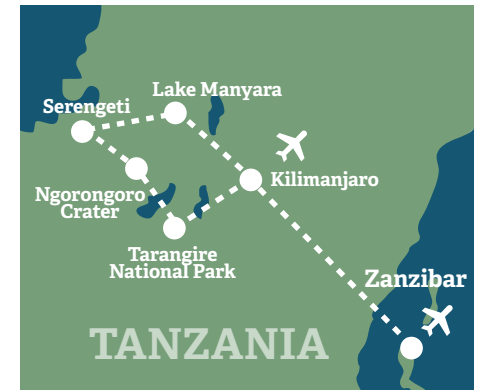 Lake Manyara
Serengeti
Kilimanjaro
Ngorongoro
Crater
Tarangire
National Park
Zanzibar
TANZANIA